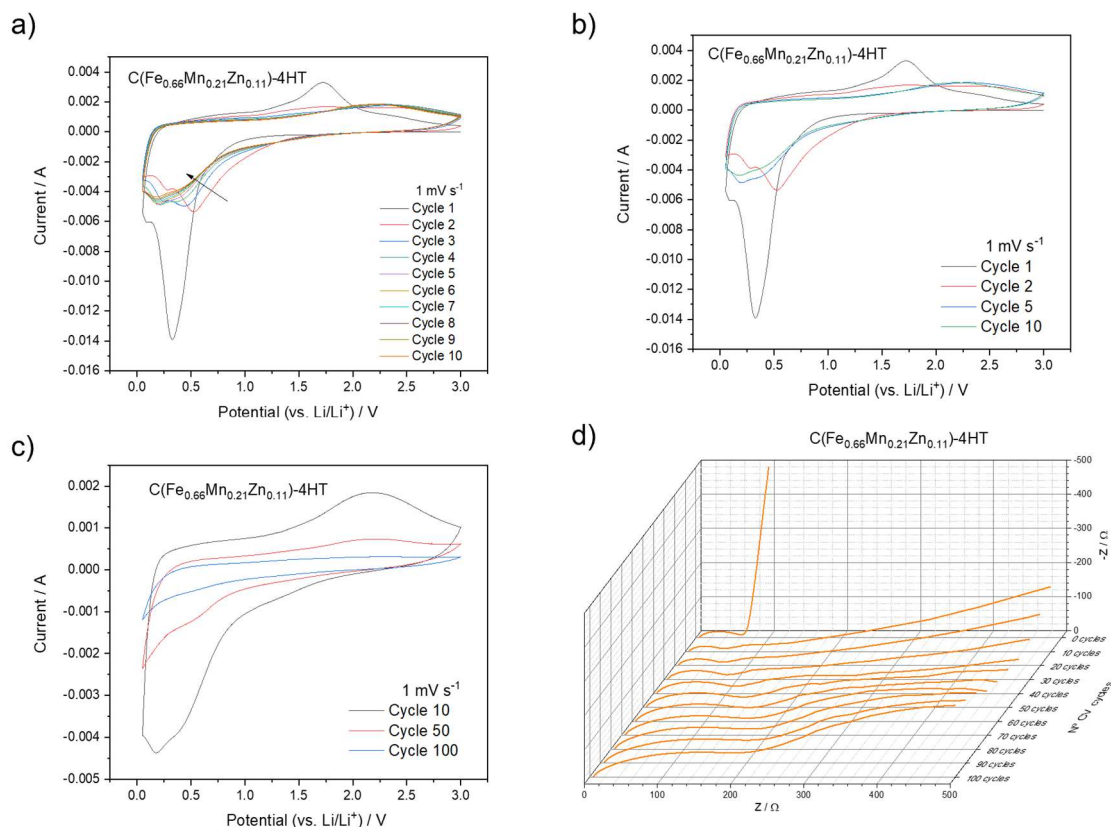 a)
C(Fe0.66Mn0.21Zn0.11)-4HT
0.004
0.002
0.000
-0.002
-0.004
-0.006
-0.008
-0.010
-0.012
-0.014
-0.016
Current / A
1 mV s-1
Cycle 1
Cycle 2
Cycle 3
Cycle 4
Cycle 5
Cycle 6
Cycle 7
Cycle 8
Cycle 9
Cycle 10
0.0 0.5 1.0 1.5 2.0 2.5 3.0
Potential (vs. Li/Li+) / V
b)
C(Fe0.66Mn0.21Zn0.11)-4HT
0.004
0.002
0.000
-0.002
-0.004
-0.006
-0.008
-0.010
-0.012
-0.014
-0.016
Current / A
1 mV s-1
Cycle 1
Cycle 2
Cycle 5
Cycle 10
0.0 0.5 1.0 1.5 2.0 2.5 3.0
Potential (vs. Li/Li+) / V
c)
C(Fe0.66Mn0.21Zn0.11)-4HT
0.002
0.001
0.000
-0.001
-0.002
-0.003
-0.004
-0.005
Current / A
1 mV s-1
Cycle 10
Cycle 50
Cycle 100
0.0 0.5 1.0 1.5 2.0 2.5 3.0
Potential (vs. Li/Li+) / V
d)
C(Fe0.66Mn0.21Zn0.11)-4HT
-500
-400
-300
-200
-100
0
-Z / Ω
0 cycles
10 cycles
20 cycles
30 cycles
40 cycles
50 cycles
60 cycles
70 cycles
80 cycles
90 cycles
100 cycles
Nº CV cycles
0 100 200 300 400 500
Z / Ω